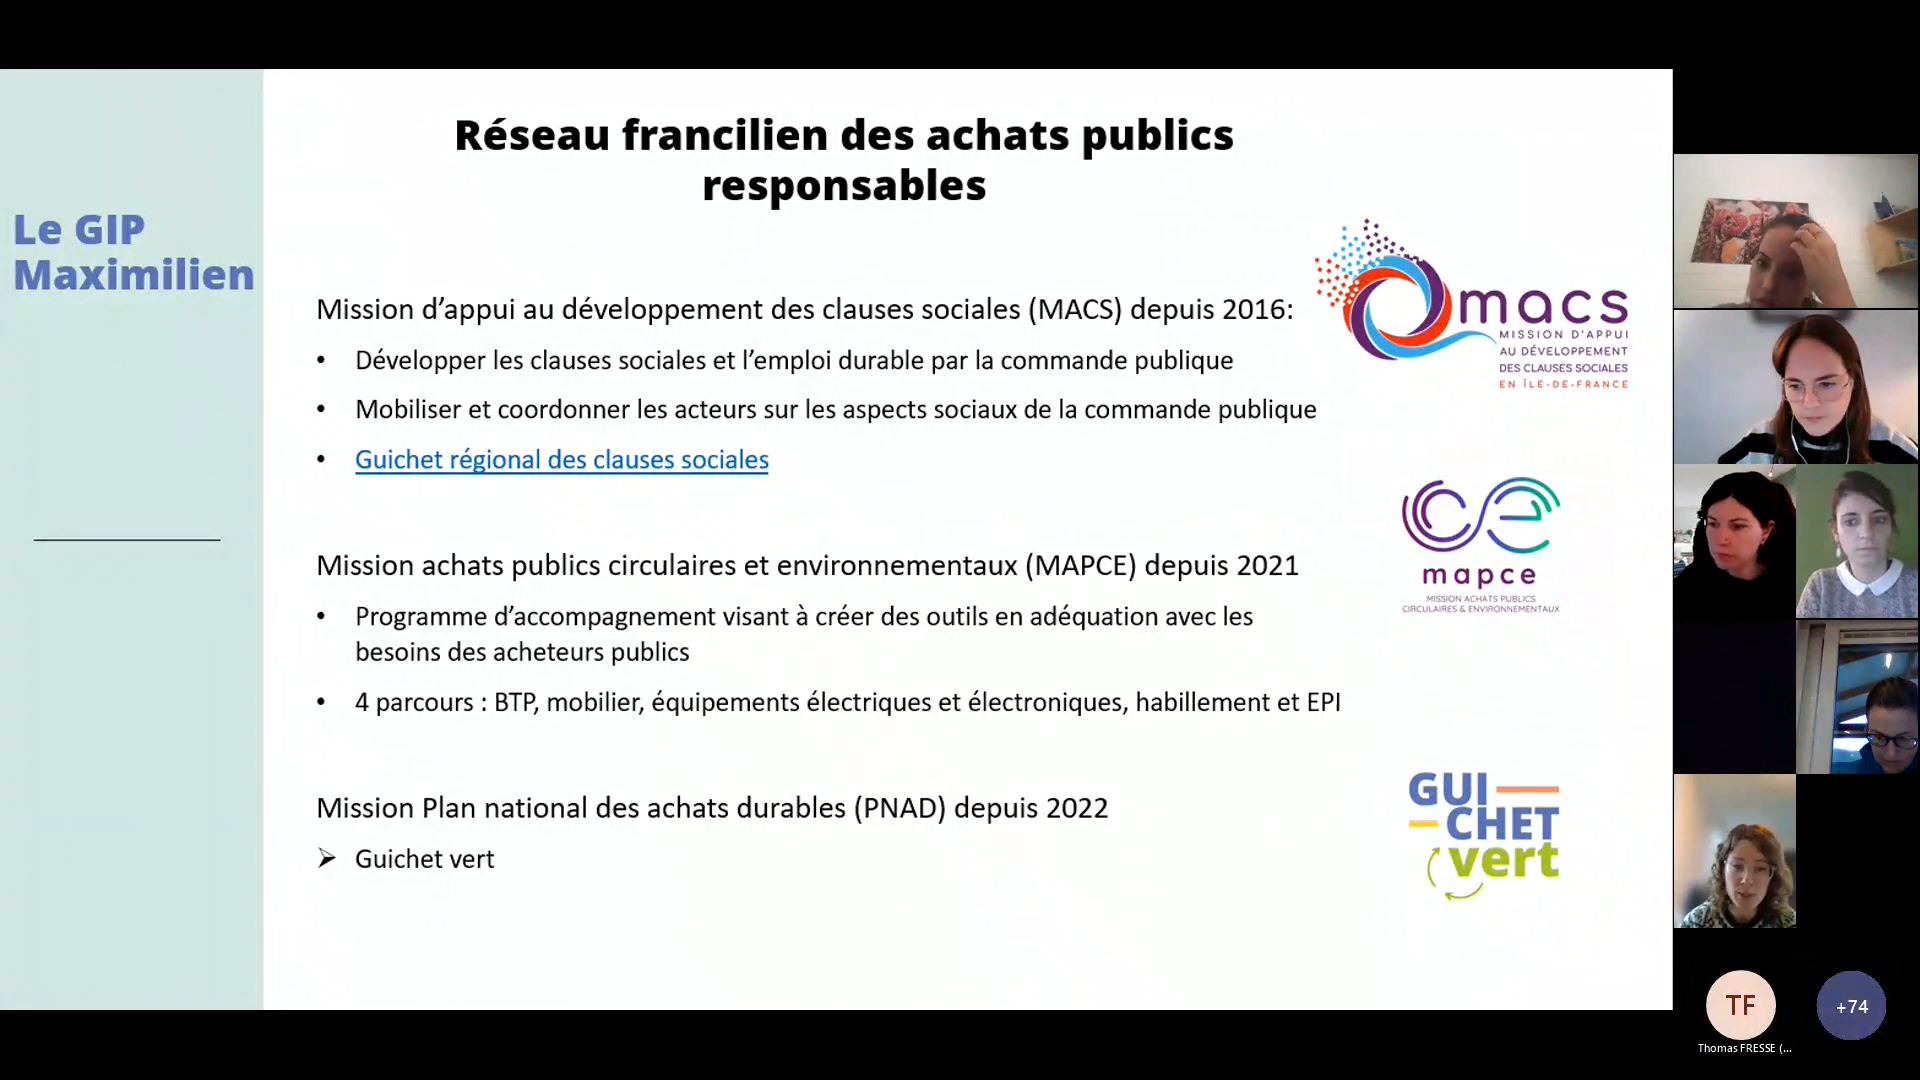 Réseau francilien des achats publics
responsables
Le GIP
Maximilien
Mission d’appui au développement des clauses sociales (MACS) depuis 2016:
• Développer les clauses sociales et l’emploi durable par la commande publique
• Mobiliser et coordonner les acteurs sur les aspects sociaux de la commande publique
• Guichet régional des clauses sociales
macs
MISSION D'APPUI
AU DÉVELOPPEMENT
DES CLAUSES SOCIALES
EN ÎLE-DE-FRANCE
Mission achats publics circulaires et environnementaux (MAPCE) depuis 2021
• Programme d’accompagnement visant à créer des outils en adéquation avec les
besoins des acheteurs publics
• 4 parcours : BTP, mobilier, équipements électriques et électroniques, habillement et EPI
ce
mapce
MISSION ACHATS PUBLICS
CIRCULAIRES & ENVIRONNEMENTAUX
Mission Plan national des achats durables (PNAD) depuis 2022
➢ Guichet vert
GUI
CHET
vert
TF
+74
Thomas FRESSE (...